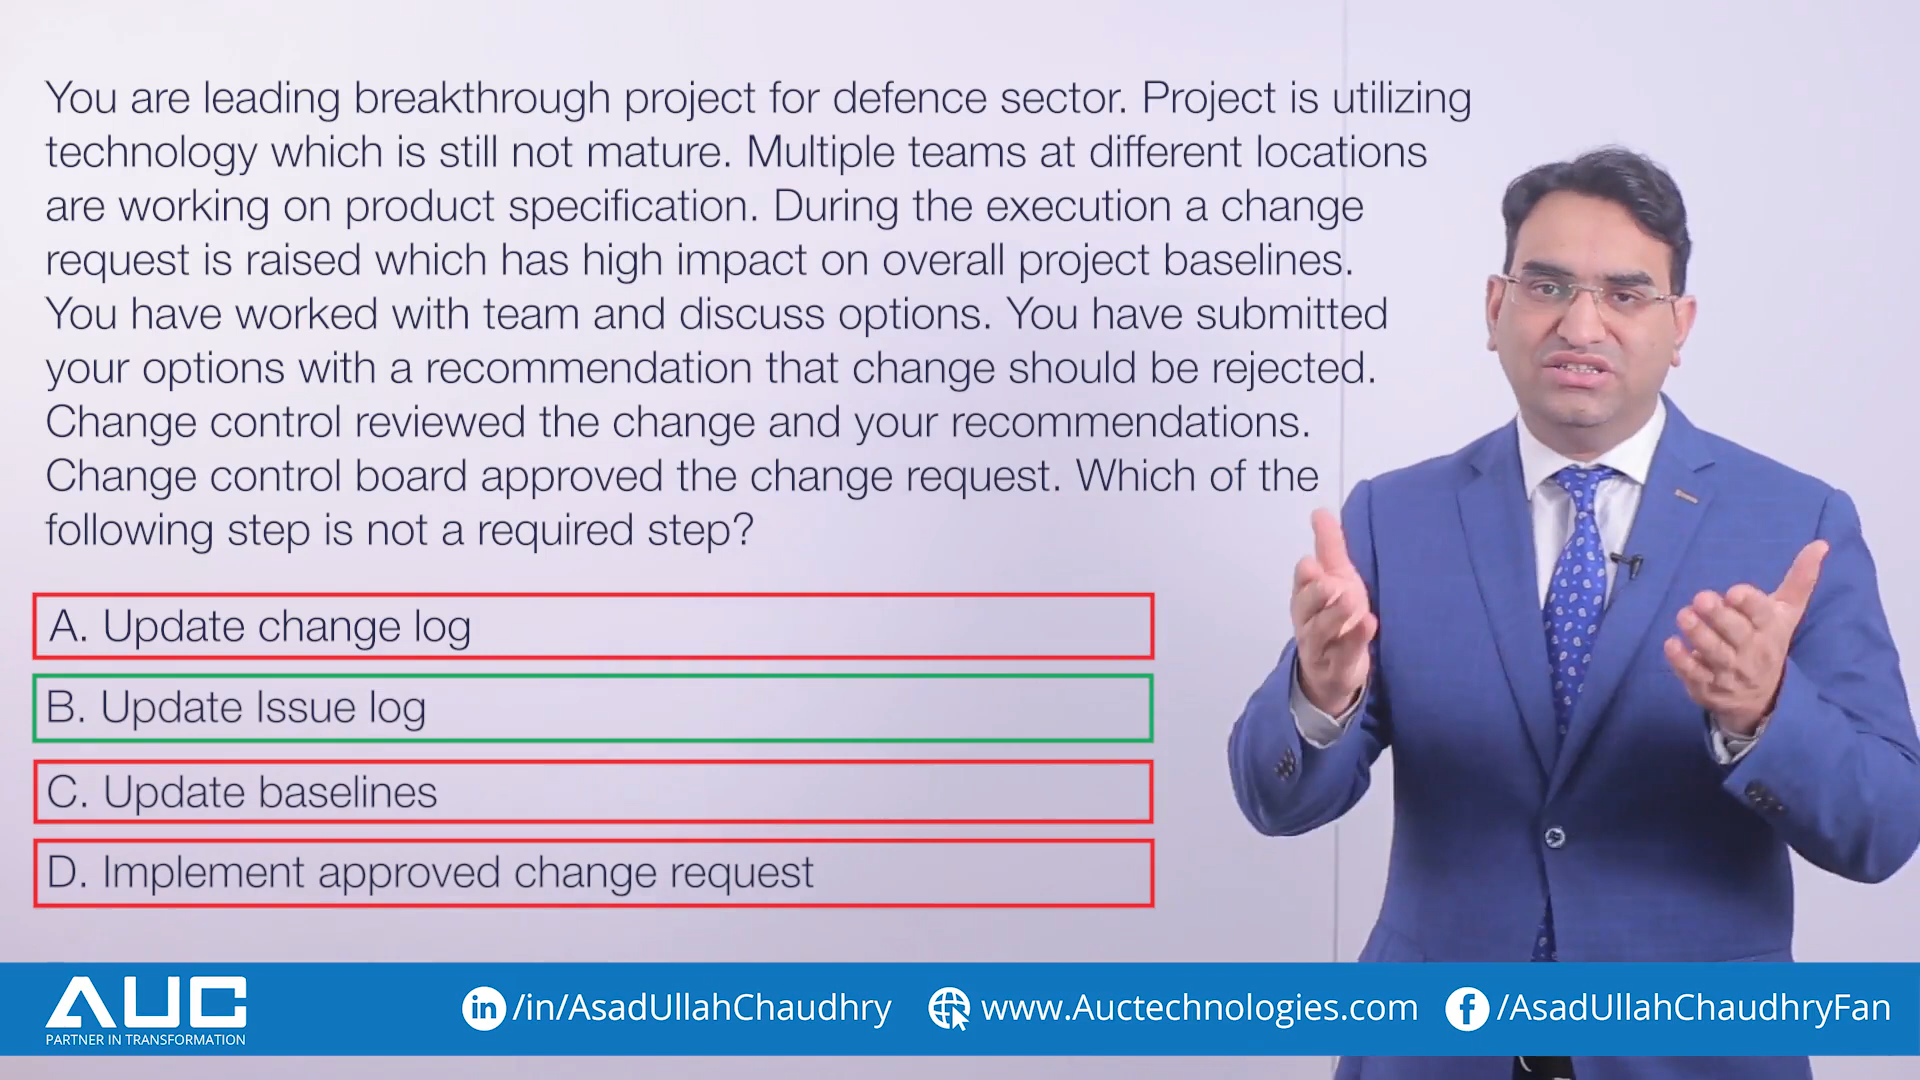 You are leading breakthrough project for defence sector. Project is utilizing
technology which is still not mature. Multiple teams at different locations
are working on product specification. During the execution a change
request is raised which has high impact on overall project baselines.
You have worked with team and discuss options. You have submitted
your options with a recommendation that change should be rejected.
Change control reviewed the change and your recommendations.
Change control board approved the change request. Which of the
following step is not a required step?
A. Update change log
B. Update Issue log
C. Update baselines
D. Implement approved change request
AUC
PARTNER IN TRANSFORMATION
in /in/AsadUllahChaudhry
www.Auctechnologies.com
f /AsadUllahChaudhryFan